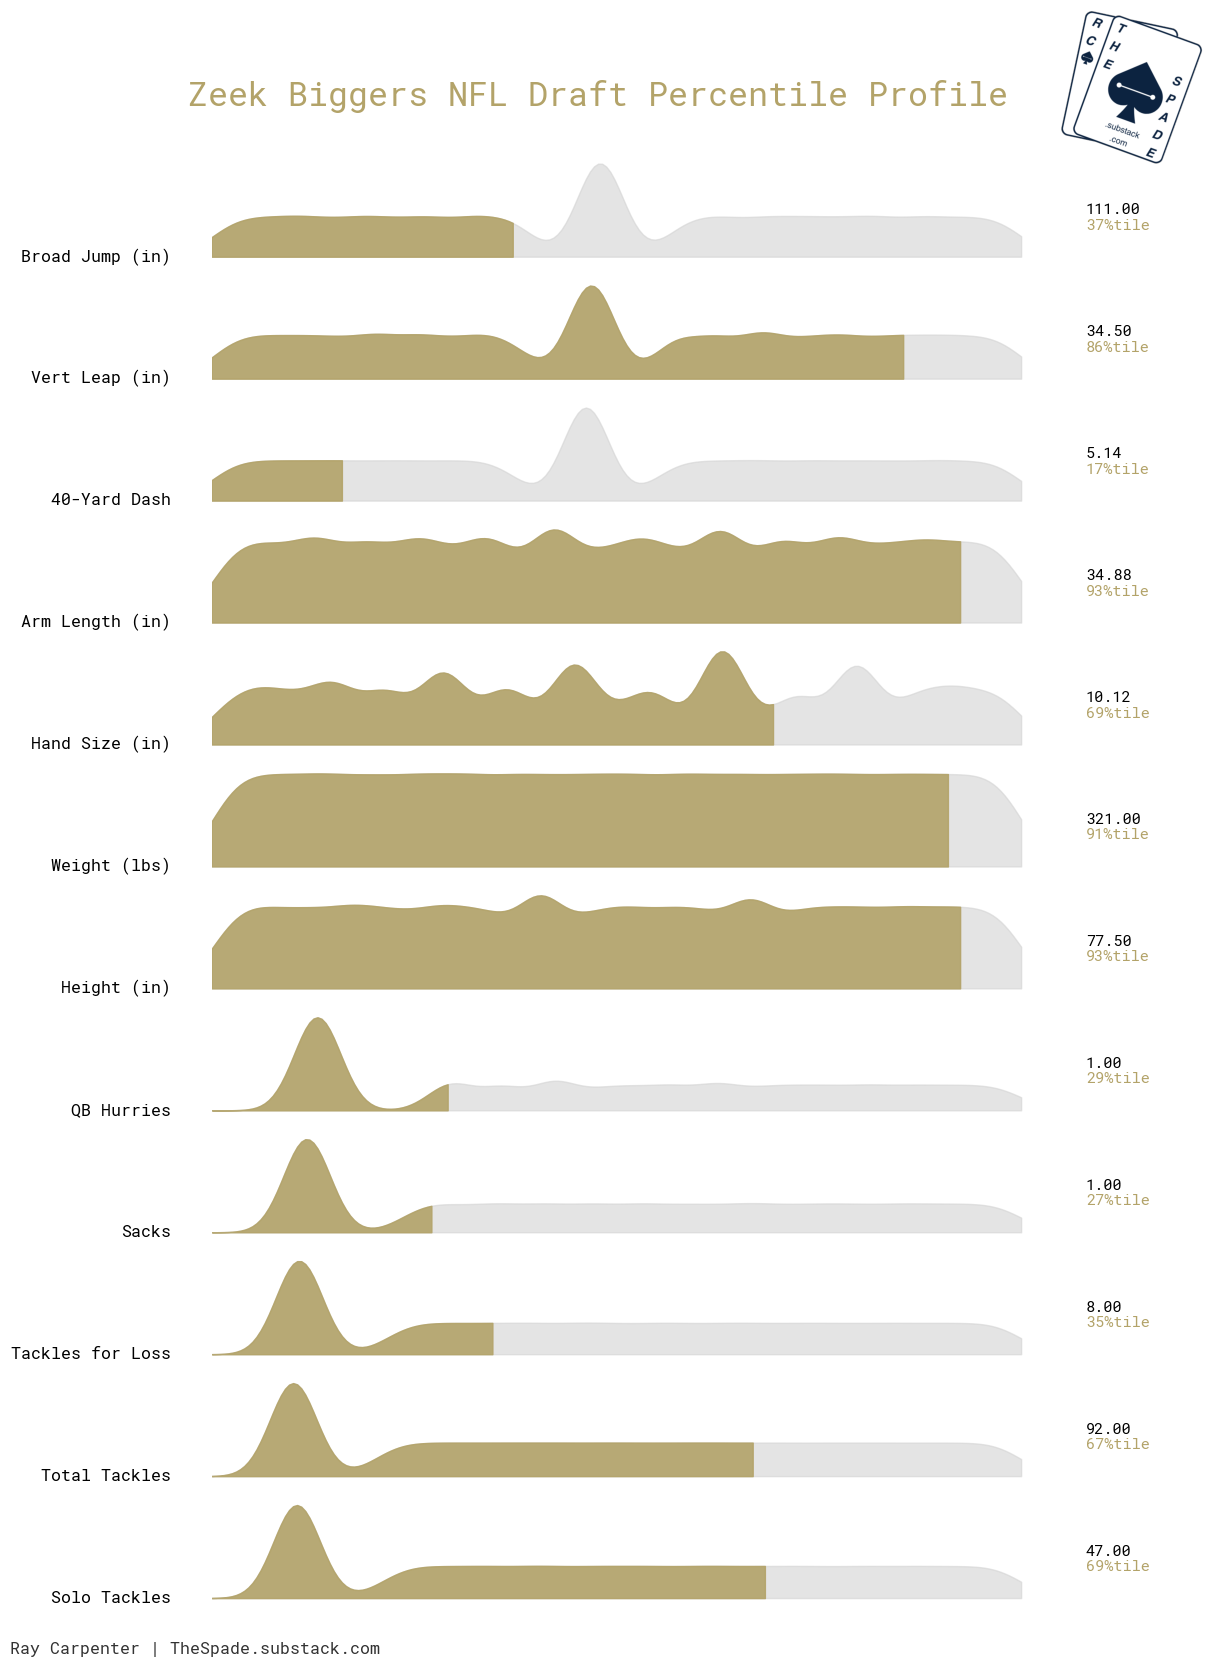 R
C
THE
SPADE
.substack
.com
Zeek Biggers NFL Draft Percentile Profile
Broad Jump (in)
111.00
37%tile
Vert Leap (in)
34.50
86%tile
40-Yard Dash
5.14
17%tile
Arm Length (in)
34.88
93%tile
Hand Size (in)
10.12
69%tile
Weight (lbs)
321.00
91%tile
Height (in)
77.50
93%tile
QB Hurries
1.00
29%tile
Sacks
1.00
27%tile
Tackles for Loss
8.00
35%tile
Total Tackles
92.00
67%tile
Solo Tackles
47.00
69%tile
Ray Carpenter | TheSpade.substack.com